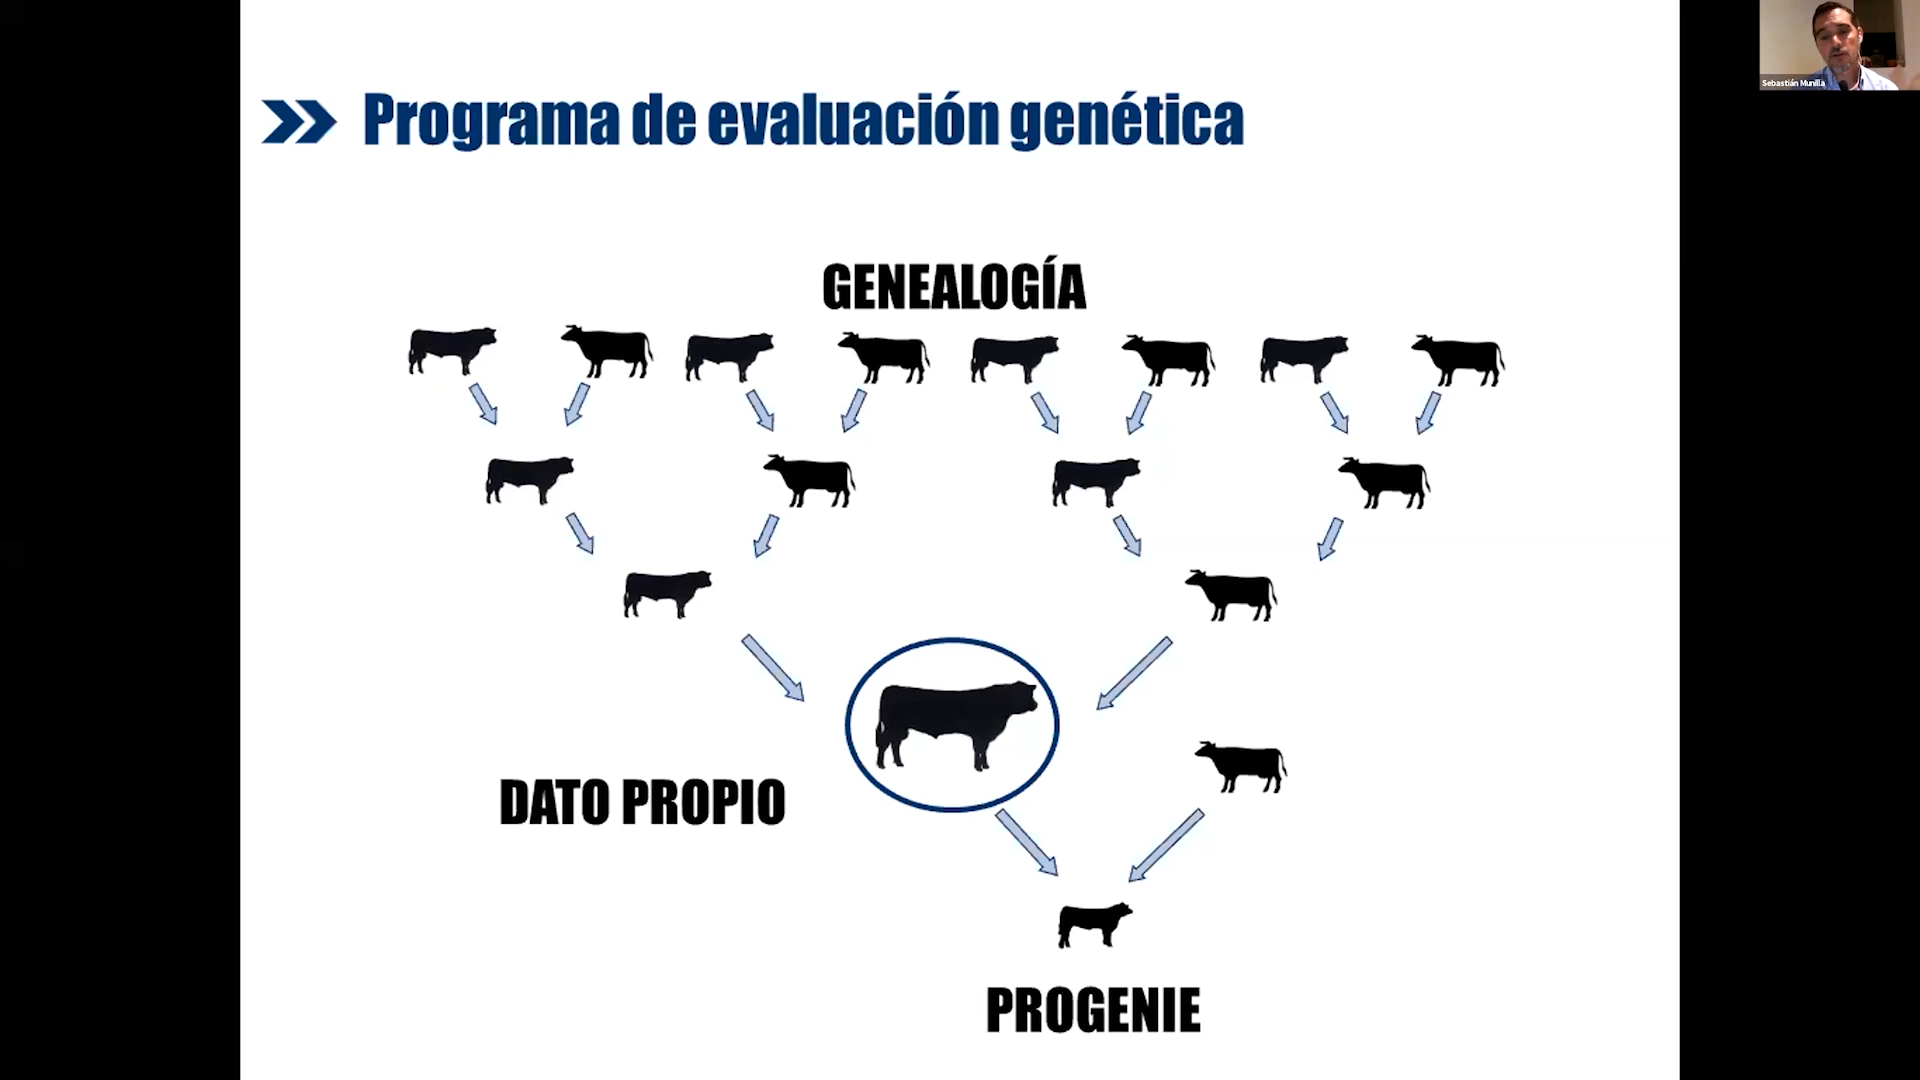 Sebastián Munilla
Programa de evaluación genética
GENEALOGÍA
DATO PROPIO
PROGENIE